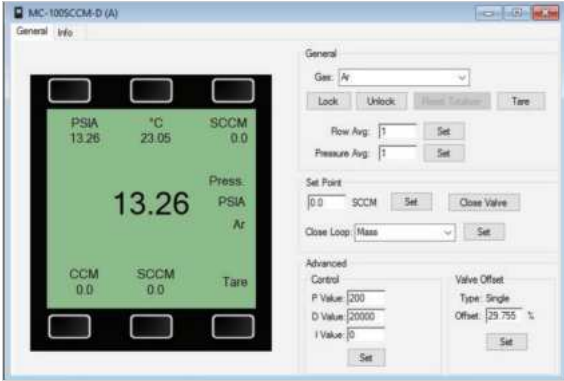 MC-100SCCM-D (A)
General Info
PSIA °C SCCM
13.26 23.05 0.0
Press.
13.26 PSIA
Ar
CCM SCCM Tare
0.0 0.0
General
Gas: Ar
Lock Unlock Reset Totalizer Tare
Flow Avg: 1 Set
Pressure Avg: 1 Set
Set Point
0.0 SCCM Set Close Valve
Close Loop: Mass Set
Advanced
Control Valve Offset
P Value: 200 Type: Single
D Value: 20000 Offset: 29.755 %
I Value: 0 Set
Set